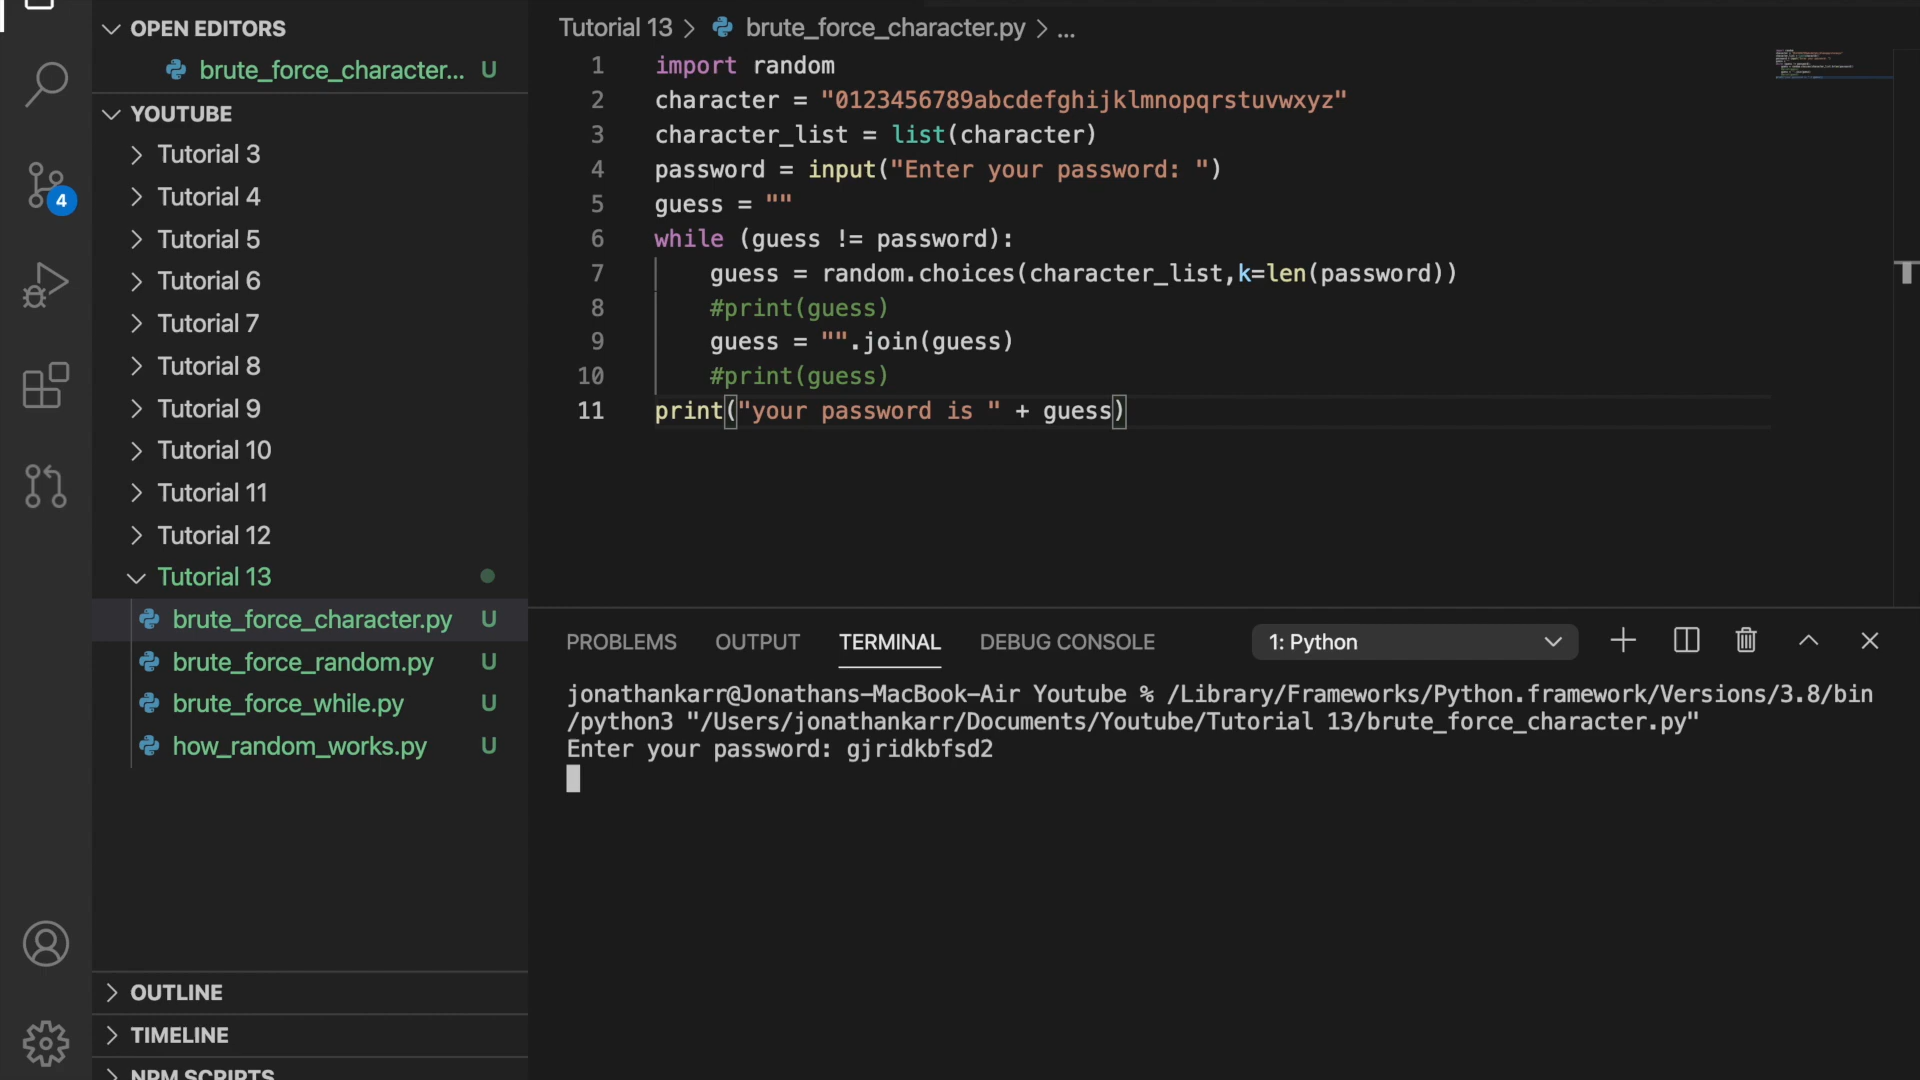 OPEN EDITORS
brute_force_character... U
YOUTUBE
Tutorial 3
Tutorial 4
4
Tutorial 5
Tutorial 6
Tutorial 7
Tutorial 8
Tutorial 9
Tutorial 10
Tutorial 11
Tutorial 12
Tutorial 13
brute_force_character.py U
brute_force_random.py U
brute_force_while.py U
how_random_works.py U
OUTLINE
TIMELINE
NPM SCRIPTS
Tutorial 13 > brute_force_character.py > ...
1 import random
2 character = "0123456789abcdefghijklmnopqrstuvwxyz"
3 character_list = list(character)
4 password = input("Enter your password: ")
5 guess = ""
6 while (guess != password):
7 guess = random.choices(character_list,k=len(password))
8 #print(guess)
9 guess = "".join(guess)
10 #print(guess)
11 print("your password is " + guess)
PROBLEMS OUTPUT TERMINAL DEBUG CONSOLE 1: Python
jonathankarr@Jonathans-MacBook-Air Youtube % /Library/Frameworks/Python.framework/Versions/3.8/bin
/python3 "/Users/jonathankarr/Documents/Youtube/Tutorial 13/brute_force_character.py"
Enter your password: gjridkbfsd2